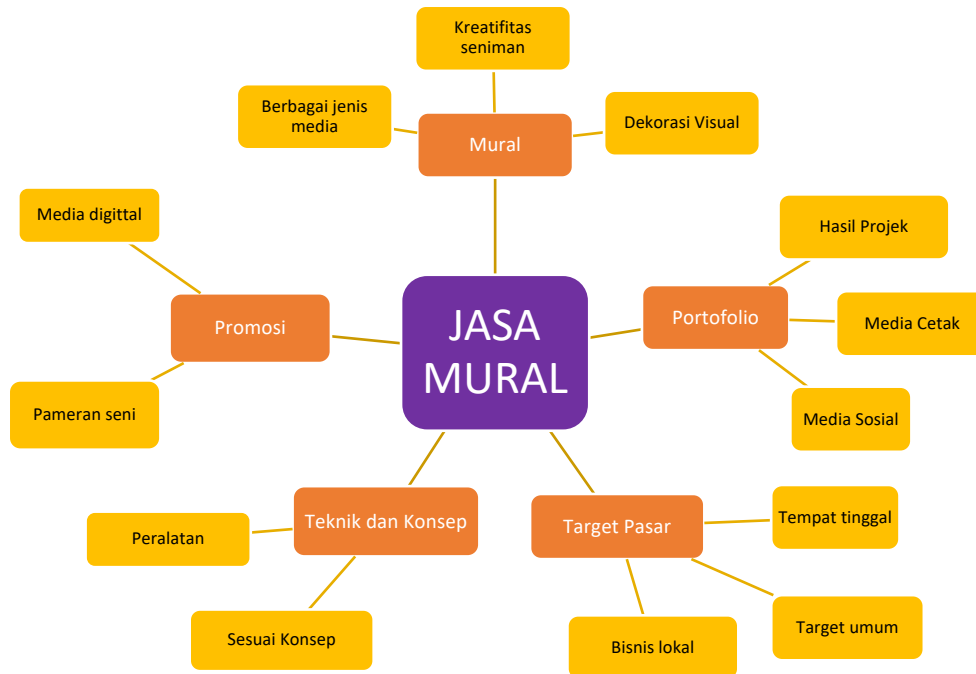 Kreatifitas
seniman
Berbagai jenis
media
Dekorasi Visual
Mural
Media digittal
Hasil Projek
Promosi
JASA
MURAL
Portofolio
Media Cetak
Pameran seni
Media Sosial
Teknik dan Konsep
Target Pasar
Tempat tinggal
Peralatan
Sesuai Konsep
Bisnis lokal
Target umum